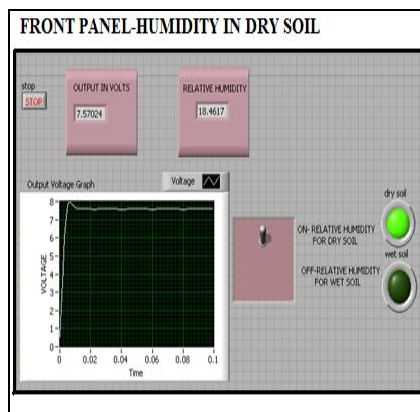 FRONT PANEL-HUMIDITY IN DRY SOIL
stop
STOP
OUTPUT IN VOLTS
7.57024
RELATIVE HUMIDITY
18.4617
Output Voltage Graph
Voltage
8
7
6
5
4
3
2
1
0
VOLTAGE
0
0.02
0.04
0.06
0.08
0.1
Time
dry soil
ON- RELATIVE HUMIDITY
FOR DRY SOIL
wet soil
OFF-RELATIVE HUMIDITY
FOR WET SOIL